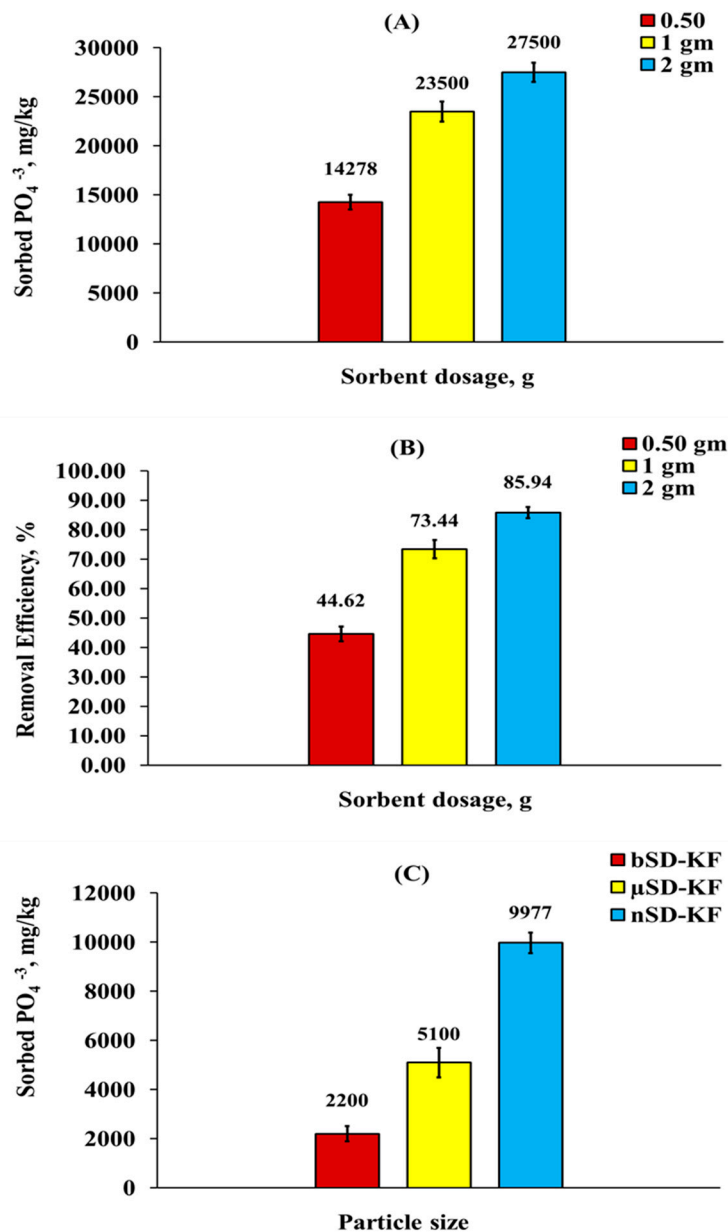 (A)
0.50
1 gm
2 gm
30000
25000
20000
15000
10000
5000
0
14278
23500
27500
Sorbed PO4 -3, mg/kg
Sorbent dosage, g
(B)
0.50 gm
1 gm
2 gm
100.00
90.00
80.00
70.00
60.00
50.00
40.00
30.00
20.00
10.00
0.00
44.62
73.44
85.94
Removal Efficiency, %
Sorbent dosage, g
(C)
bSD-KF
µSD-KF
nSD-KF
12000
10000
8000
6000
4000
2000
0
2200
5100
9977
Sorbed PO4 -3, mg/kg
Particle size